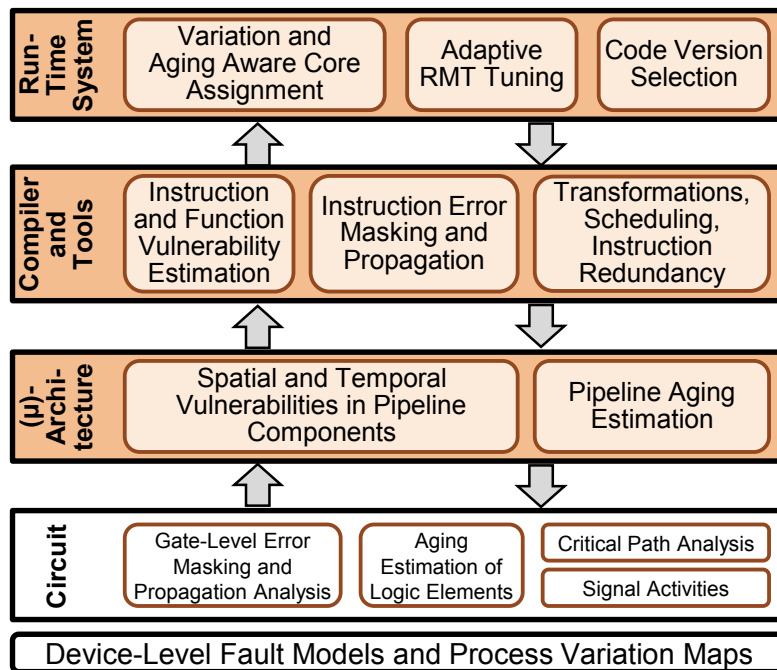 Run-
Time
System
Variation and
Aging Aware Core
Assignment
Adaptive
RMT Tuning
Code Version
Selection
Compiler
and
Tools
Instruction
and Function
Vulnerability
Estimation
Instruction Error
Masking and
Propagation
Transformations,
Scheduling,
Instruction
Redundancy
(μ)-
Archi-
tecture
Spatial and Temporal
Vulnerabilities in Pipeline
Components
Pipeline Aging
Estimation
Circuit
Gate-Level Error
Masking and
Propagation Analysis
Aging
Estimation of
Logic Elements
Critical Path Analysis
Signal Activities
Device-Level Fault Models and Process Variation Maps